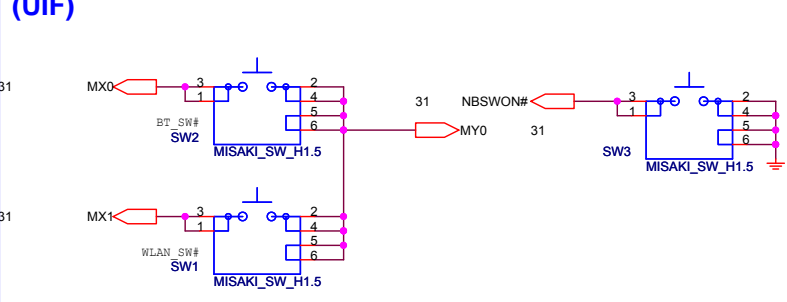 (UIF)
31 MX0 3 1 2 4 5 6
BT_SW#
SW2
MISAKI_SW_H1.5
31 MY0
31 NBSWON# 3 1 2 4 5 6
SW3
MISAKI_SW_H1.5
31 MX1 3 1 2 4 5 6
WLAN_SW#
SW1
MISAKI_SW_H1.5